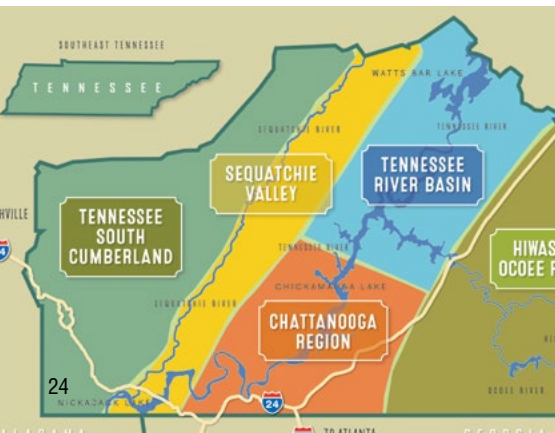 SOUTHEAST TENNESSEE
TENNESSEE
WATTS BAR LAKE
SEQUATCHIE RIVER
TENNESSEE RIVER
SEQUATCHIE
VALLEY
TENNESSEE
RIVER BASIN
TENNESSEE
SOUTH
CUMBERLAND
TENNESSEE RIVER
CHICKAMAUGA LAKE
SEQUATCHIE RIVER
CHATTANOOGA
REGION
24
NICKAJACK LAKE
24
OCOEE RIVER
TO ATLANTA
GEORGIA